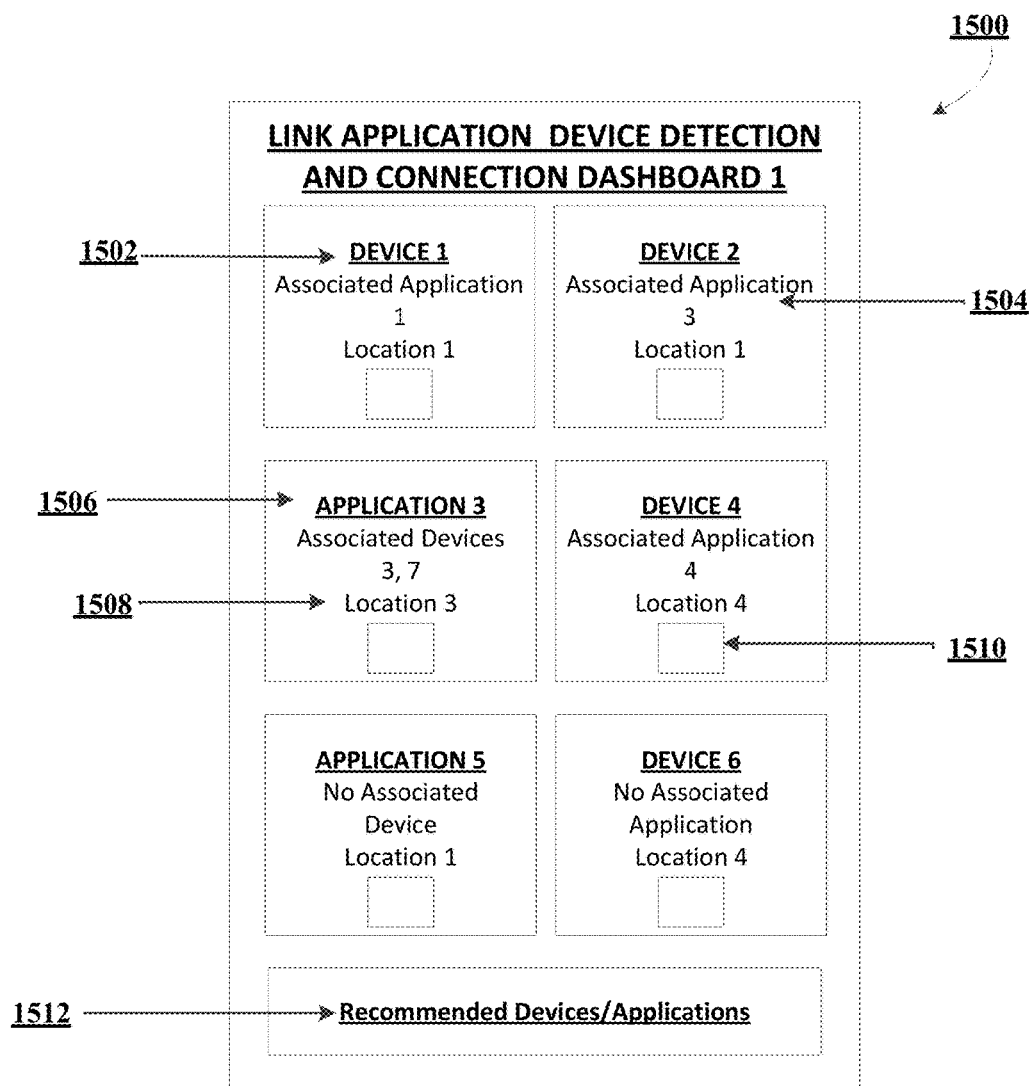 1500
LINK APPLICATION DEVICE DETECTION
AND CONNECTION DASHBOARD 1
1502
DEVICE 1
Associated Application
1
Location 1
DEVICE 2
Associated Application
3
Location 1
1504
1506
APPLICATION 3
Associated Devices
3, 7
Location 3
1508
DEVICE 4
Associated Application
4
Location 4
1510
APPLICATION 5
No Associated
Device
Location 1
DEVICE 6
No Associated
Application
Location 4
1512
Recommended Devices/Applications